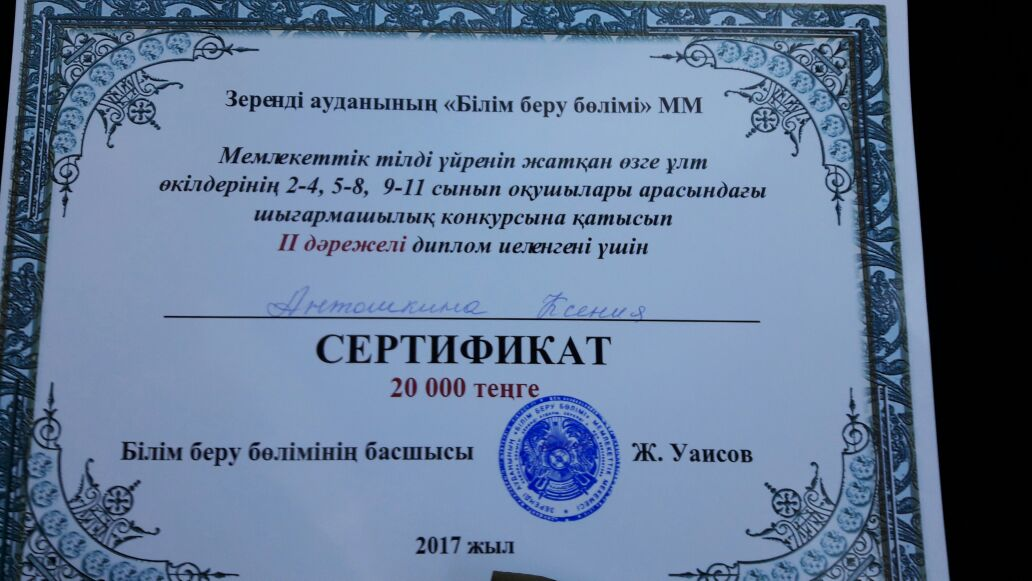 Зеренді ауданының «Білім беру бөлімі» ММ
Мемлекеттік тілді үйреніп жатқан өзге ұлт
өкілдерінің 2-4, 5-8, 9-11 сынып оқушылары арасындағы
шығармашылық конкурсына қатысып
ІІ дәрежелі диплом иеленгені үшін
Антошкина Ксения
СЕРТИФИКАТ
20 000 теңге
Білім беру бөлімінің басшысы Ж. Уаисов
2017 жыл